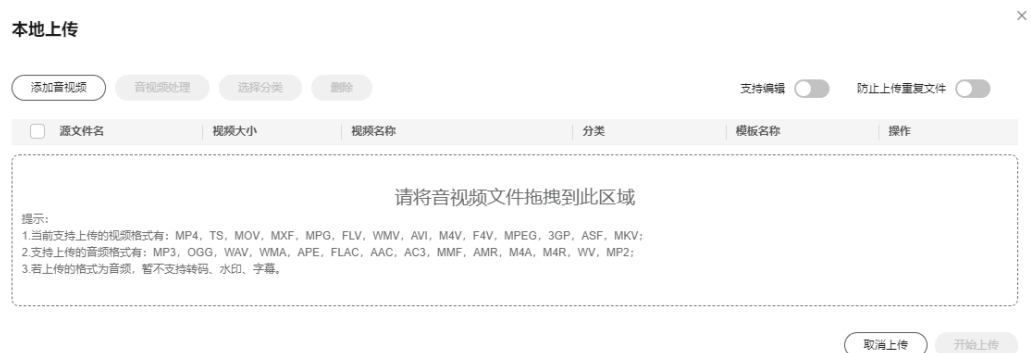 本地上传
添加音视频 音视频处理 选择分类 删除 支持编辑 防止上传重复文件
源文件名 视频大小 视频名称 分类 模板名称 操作
请将音视频文件拖拽到此区域
提示：
1.当前支持上传的视频格式有：MP4，TS，MOV，MXF，MPG，FLV，WMV，AVI，M4V，F4V，MPEG，3GP，ASF，MKV；
2.支持上传的音频格式有：MP3，OGG，WAV，WMA，APE，FLAC，AAC，AC3，MMF，AMR，M4A，M4R，WV，MP2；
3.若上传的格式为音频，暂不支持转码、水印、字幕。
取消上传 开始上传